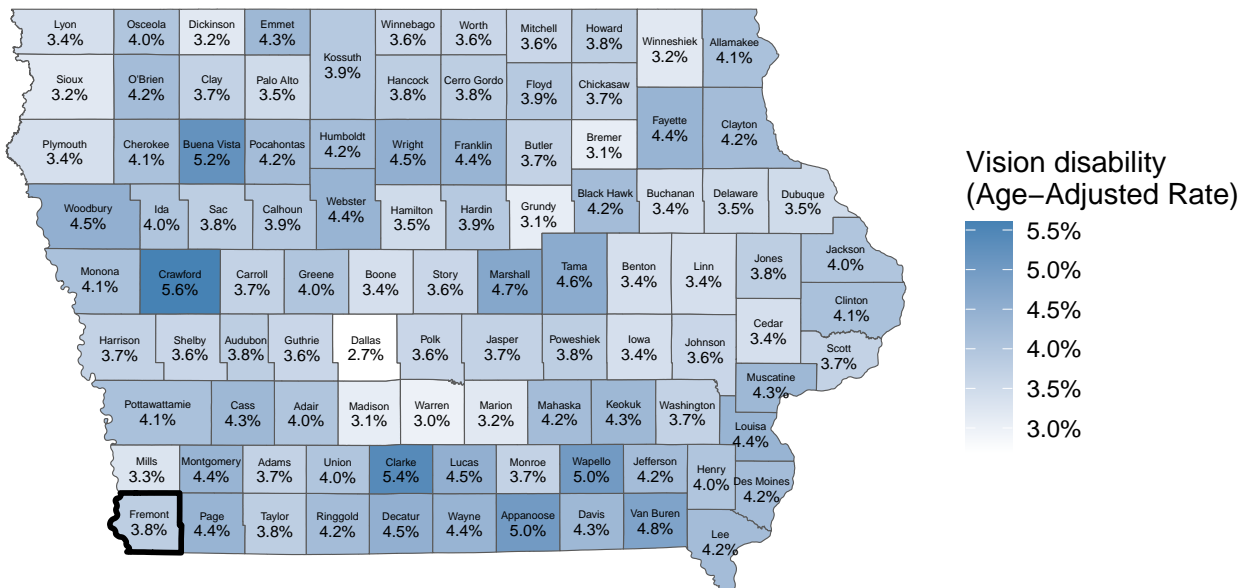 Lyon
3.4%
Osceola
4.0%
Dickinson
3.2%
Emmet
4.3%
Kossuth
3.9%
Winnebago
3.6%
Worth
3.6%
Mitchell
3.6%
Howard
3.8%
Winneshiek
3.2%
Allamakee
4.1%
Sioux
3.2%
O'Brien
4.2%
Clay
3.7%
Palo Alto
3.5%
Hancock
3.8%
Cerro Gordo
3.8%
Floyd
3.9%
Chickasaw
3.7%
Fayette
4.4%
Clayton
4.2%
Plymouth
3.4%
Cherokee
4.1%
Buena Vista
5.2%
Pocahontas
4.2%
Humboldt
4.2%
Wright
4.5%
Franklin
4.4%
Butler
3.7%
Bremer
3.1%
Woodbury
4.5%
Ida
4.0%
Sac
3.8%
Calhoun
3.9%
Webster
4.4%
Hamilton
3.5%
Hardin
3.9%
Grundy
3.1%
Black Hawk
4.2%
Buchanan
3.4%
Delaware
3.5%
Dubuque
3.5%
Monona
4.1%
Crawford
5.6%
Carroll
3.7%
Greene
4.0%
Boone
3.4%
Story
3.6%
Marshall
4.7%
Tama
4.6%
Benton
3.4%
Linn
3.4%
Jones
3.8%
Jackson
4.0%
Clinton
4.1%
Harrison
3.7%
Shelby
3.6%
Audubon
3.8%
Guthrie
3.6%
Dallas
2.7%
Polk
3.6%
Jasper
3.7%
Poweshiek
3.8%
Iowa
3.4%
Johnson
3.6%
Cedar
3.4%
Scott
3.7%
Muscatine
4.3%
Pottawattamie
4.1%
Cass
4.3%
Adair
4.0%
Madison
3.1%
Warren
3.0%
Marion
3.2%
Mahaska
4.2%
Keokuk
4.3%
Washington
3.7%
Louisa
4.4%
Mills
3.3%
Montgomery
4.4%
Adams
3.7%
Union
4.0%
Clarke
5.4%
Lucas
4.5%
Monroe
3.7%
Wapello
5.0%
Jefferson
4.2%
Henry
4.0%
Des Moines
4.2%
Fremont
3.8%
Page
4.4%
Taylor
3.8%
Ringgold
4.2%
Decatur
4.5%
Wayne
4.4%
Appanoose
5.0%
Davis
4.3%
Van Buren
4.8%
Lee
4.2%
Vision disability
(Age−Adjusted Rate)
5.5%
5.0%
4.5%
4.0%
3.5%
3.0%